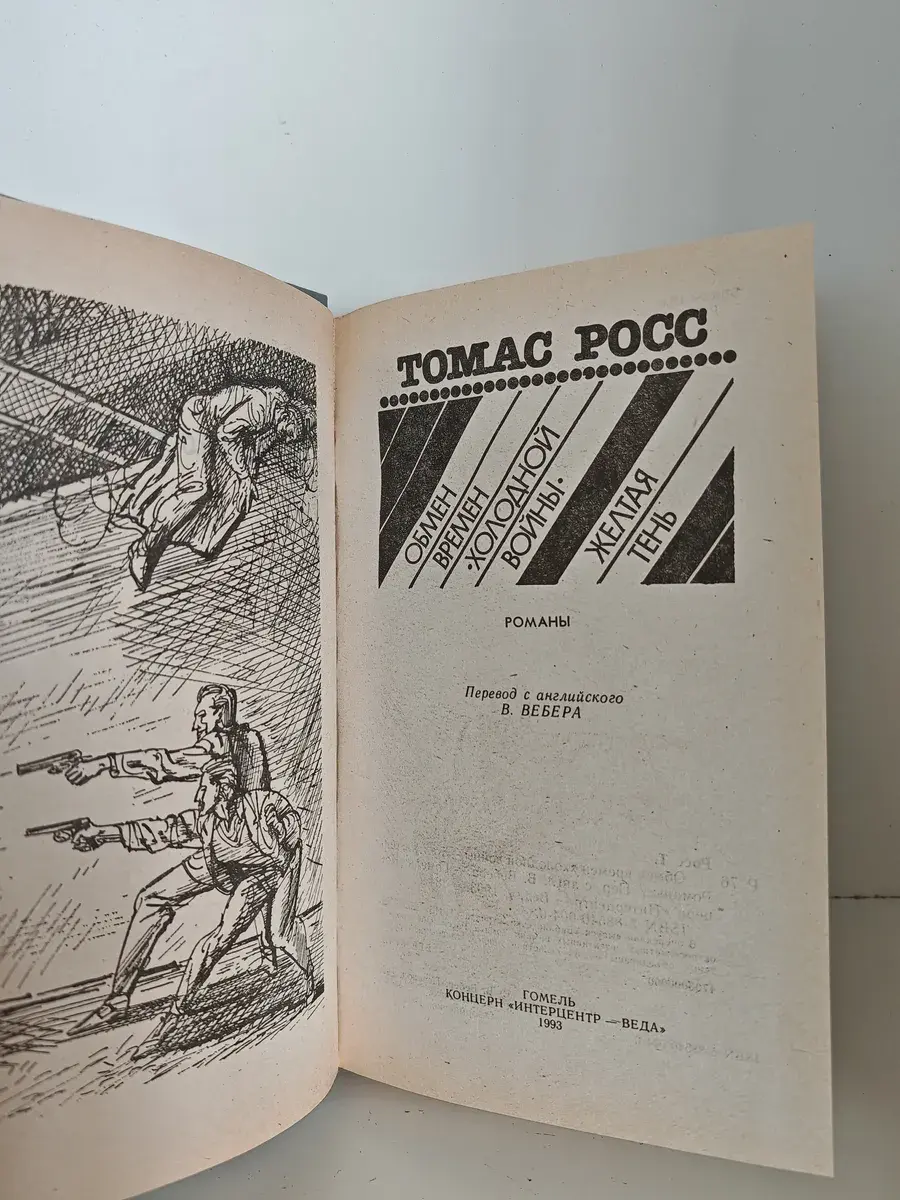 ТОМАС РОСС
ОБМЕН
ВРЕМЕН
·ХОЛОДНОЙ
ВОЙНЫ·
ЖЕЛТАЯ
ТЕНЬ
РОМАНЫ
Перевод с английского
В. ВЕБЕРА
ГОМЕЛЬ
КОНЦЕРН «ИНТЕРЦЕНТР — ВЕДА»
1993